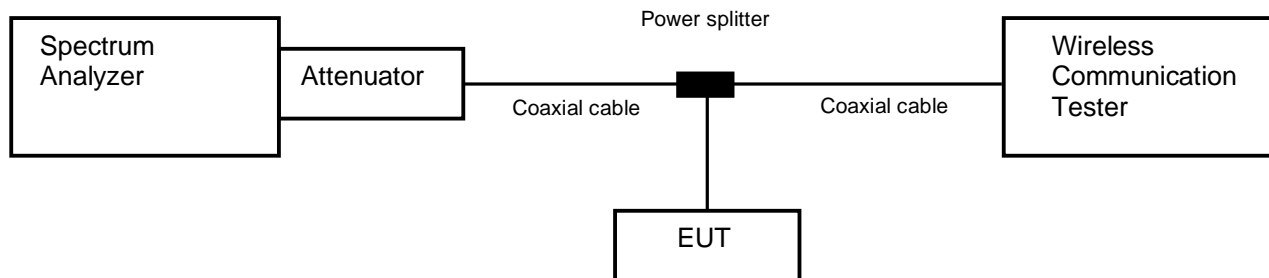 Power splitter
Spectrum
Analyzer
Attenuator
Coaxial cable
Coaxial cable
Wireless
Communication
Tester
EUT